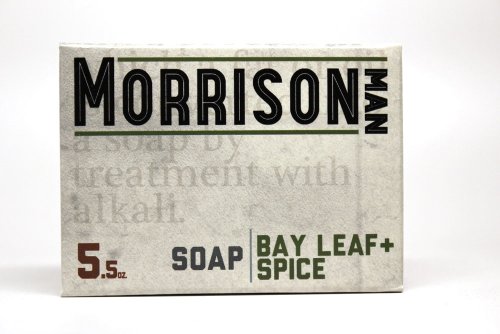 MORRISON
MAN
a soap by
treatment with
alkali.
5.5OZ.
SOAP
BAY LEAF+
SPICE